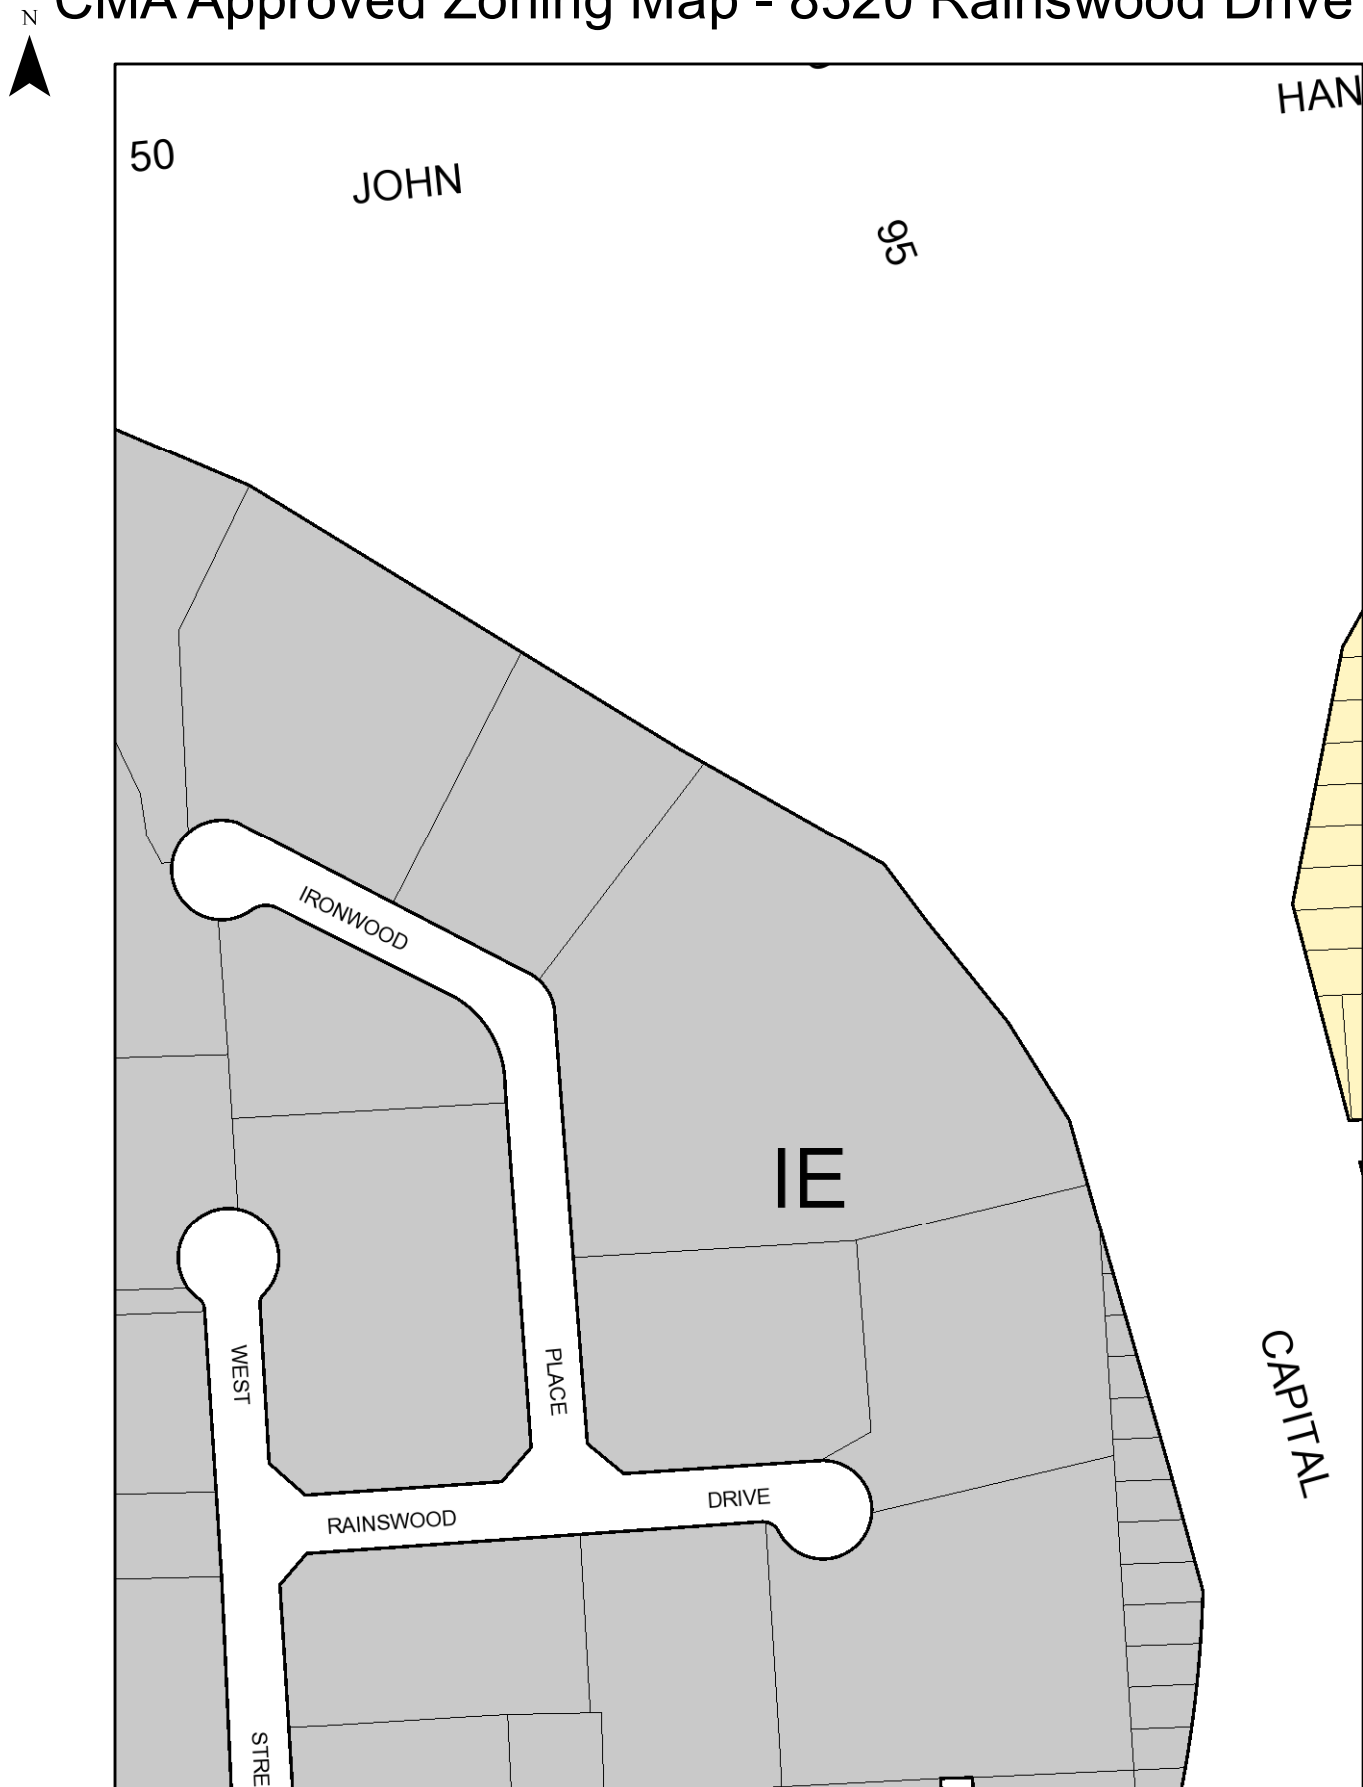 N
CMA Approved Zoning Map - 8520 Rainswood Drive
HAN
50
JOHN
95
IRONWOOD
IE
WEST
PLACE
CAPITAL
DRIVE
RAINSWOOD
STRE